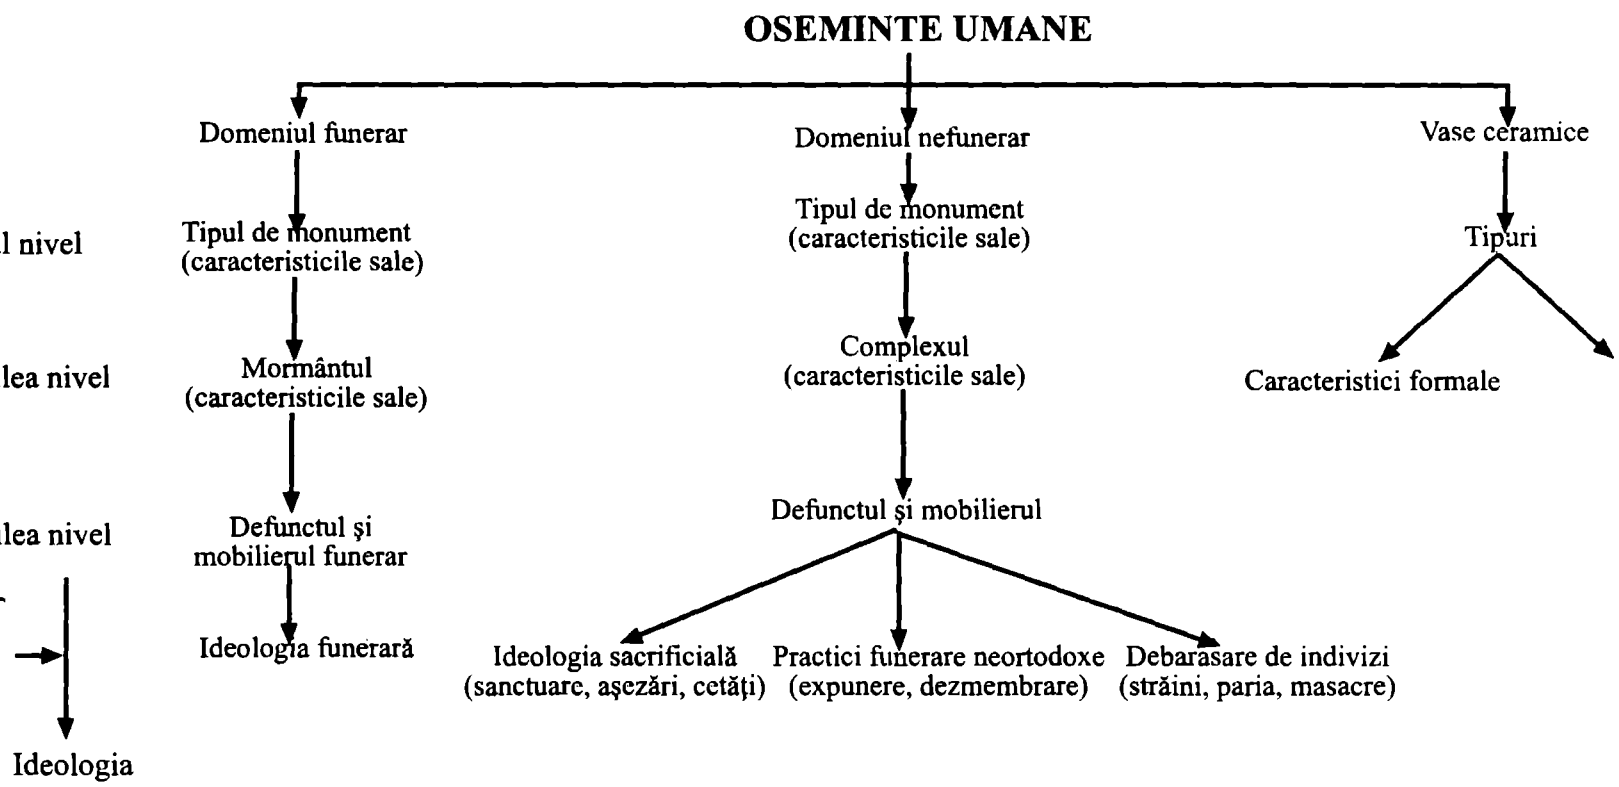 OSEMINTE UMANE
Domeniul funerar
Domeniul nefunerar
Vase ceramice
l nivel
Tipul de monument
(caracteristicile sale)
Tipul de monument
(caracteristicile sale)
Tipuri
lea nivel
Mormântul
(caracteristicile sale)
Complexul
(caracteristicile sale)
Caracteristici formale
ilea nivel
Defunctul şi
mobilierul funerar
Defunctul şi mobilierul
Ideologia funerară
Ideologia sacrificială
(sanctuare, aşezări, cetăţi)
Practici funerare neortodoxe
(expunere, dezmembrare)
Debarasare de indivizi
(străini, paria, masacre)
Ideologia